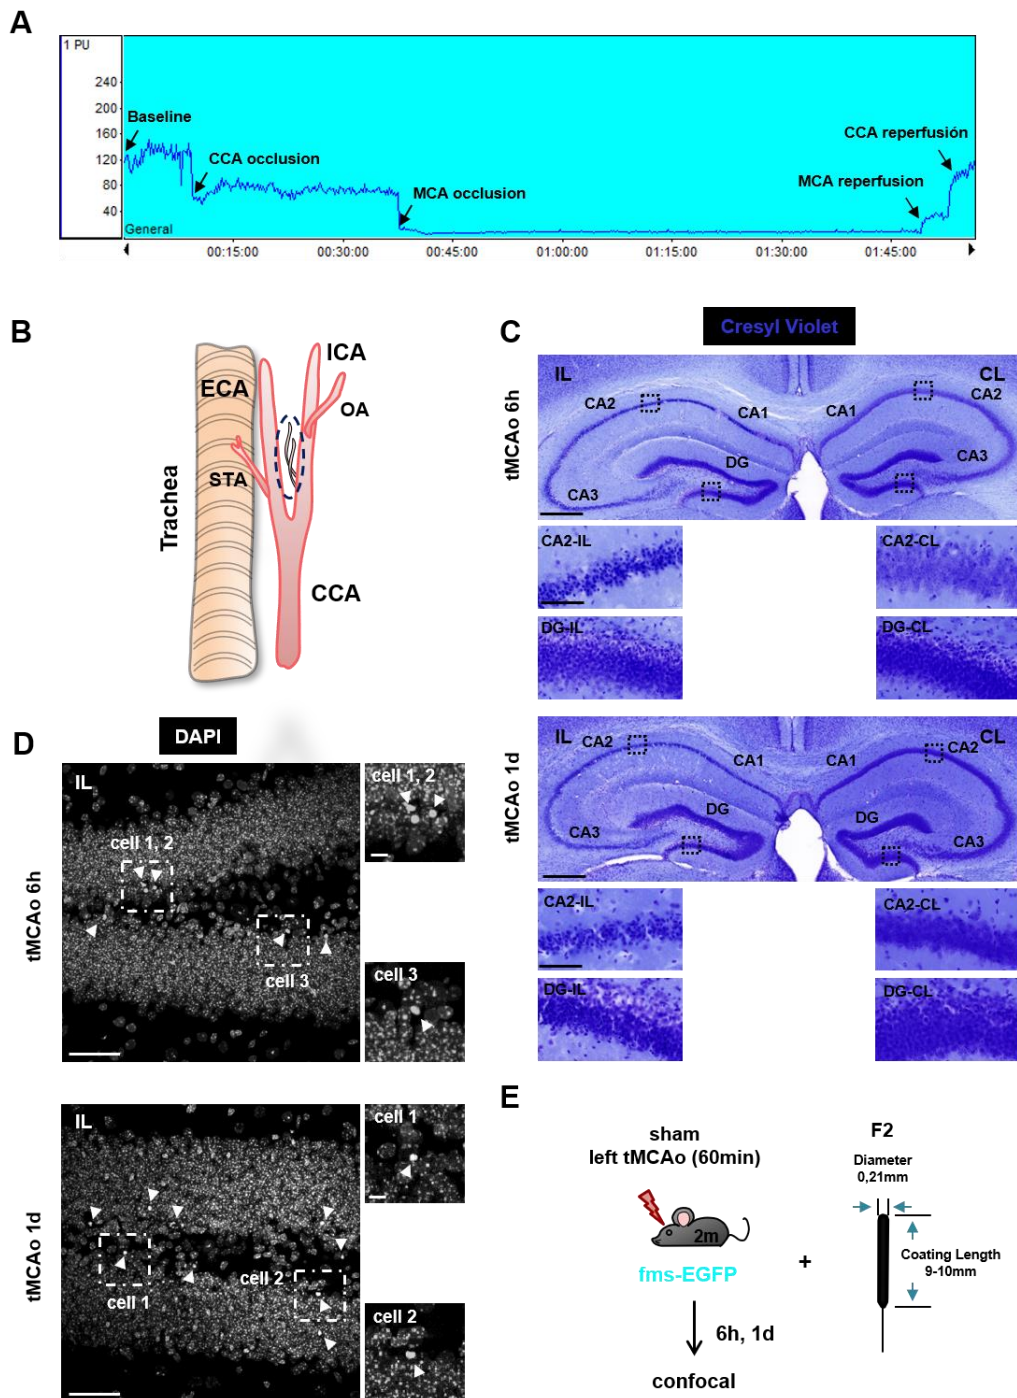 A
1 PU
240
200
160
120
80
40
Baseline
CCA occlusion
MCA occlusion
CCA reperfusión
MCA reperfusion
General
00:15:00
00:30:00
00:45:00
01:00:00
01:15:00
01:30:00
01:45:00
B
Trachea
ECA
ICA
OA
STA
CCA
C
Cresyl Violet
tMCAo 6h
IL
CL
CA2
CA1
CA1
CA2
DG
CA3
CA3
CA2-IL
CA2-CL
DG-IL
DG-CL
tMCAo 1d
IL
CL
CA2
CA1
CA1
CA2
DG
DG
CA3
CA3
CA2-IL
CA2-CL
DG-IL
DG-CL
D
DAPI
tMCAo 6h
IL
cell 1, 2
cell 3
cell 1, 2
cell 3
tMCAo 1d
IL
cell 1
cell 2
cell 1
cell 2
E
sham
left tMCAo (60min)
2m
fms-EGFP
6h, 1d
confocal
+
F2
Diameter
0,21mm
Coating Length
9-10mm